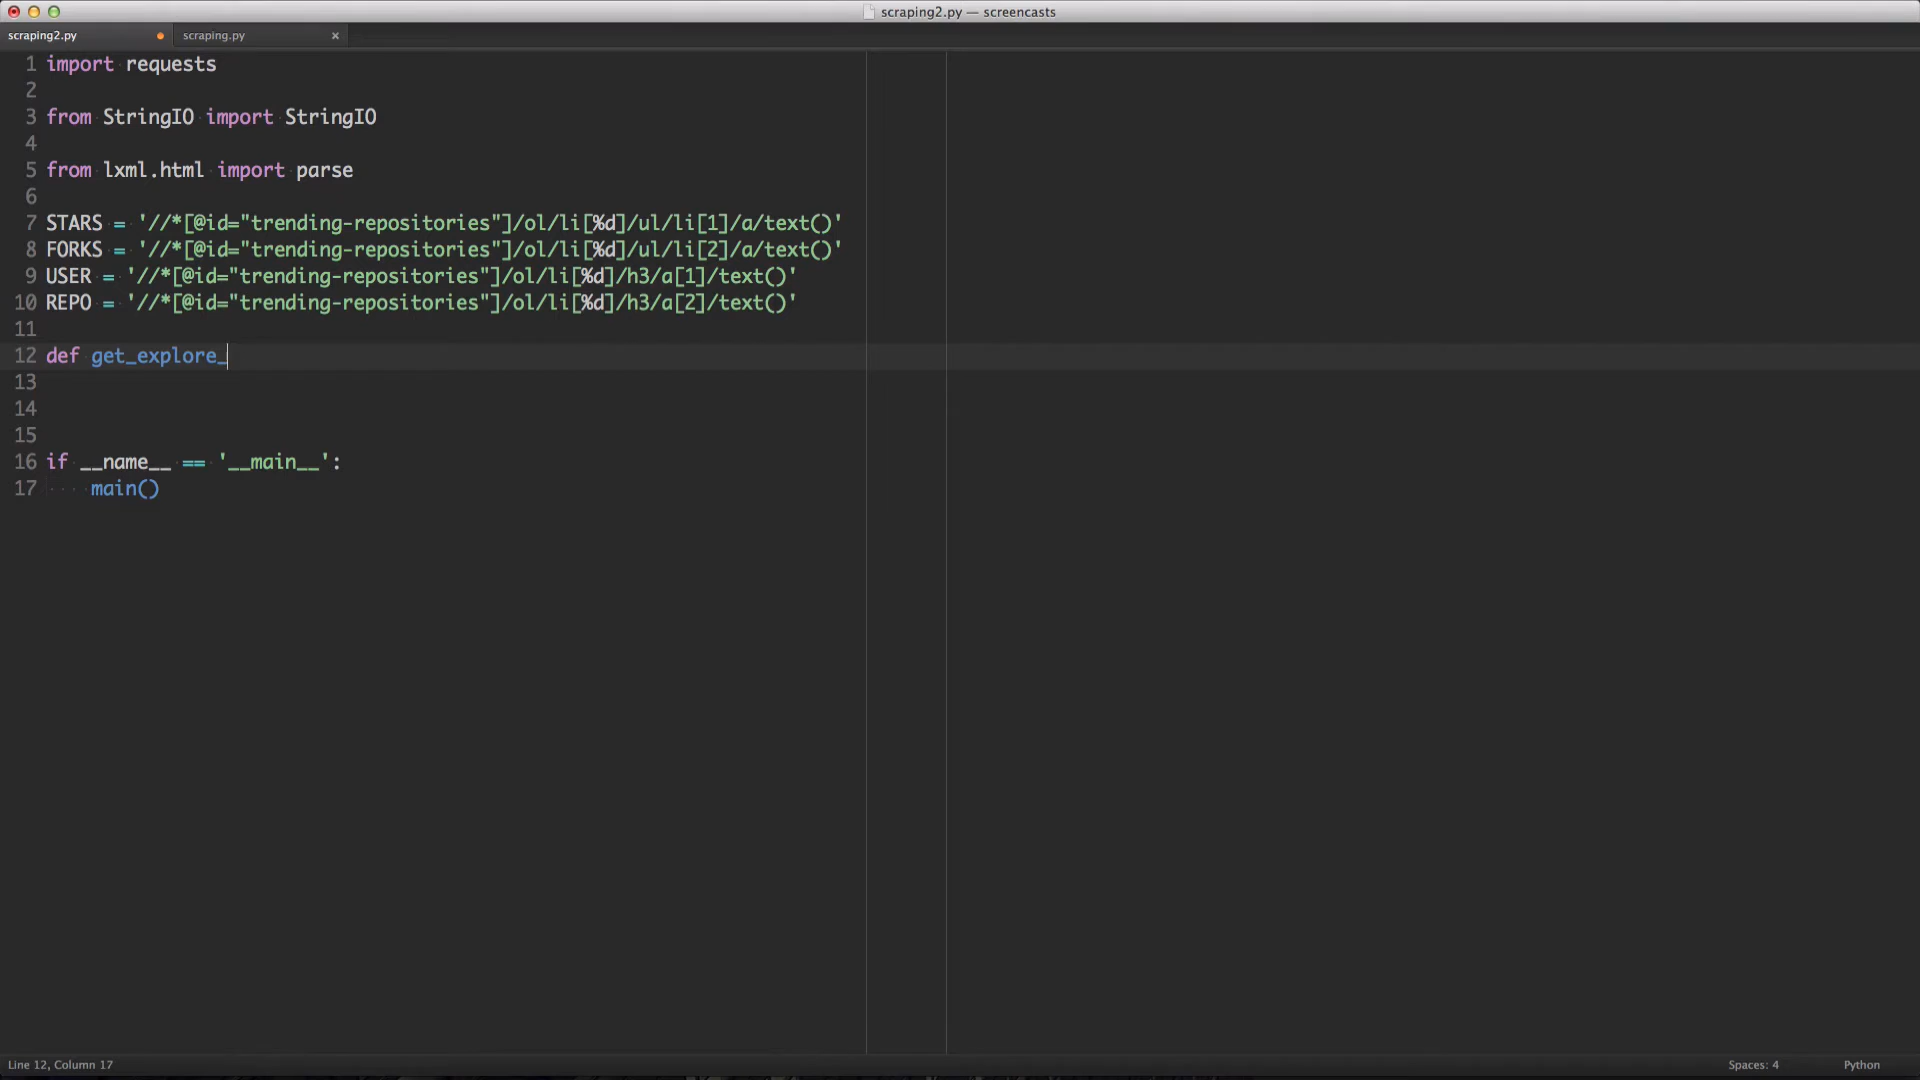 scraping2.py — screencasts
scraping2.py scraping.py ×
1 import requests
2
3 from StringIO import StringIO
4
5 from lxml.html import parse
6
7 STARS = '//*[@id="trending-repositories"]/ol/li[%d]/ul/li[1]/a/text()'
8 FORKS = '//*[@id="trending-repositories"]/ol/li[%d]/ul/li[2]/a/text()'
9 USER = '//*[@id="trending-repositories"]/ol/li[%d]/h3/a[1]/text()'
10 REPO = '//*[@id="trending-repositories"]/ol/li[%d]/h3/a[2]/text()'
11
12 def get_explore_
13
14
15
16 if __name__ == '__main__':
17 main()
Line 12, Column 17 Spaces: 4 Python